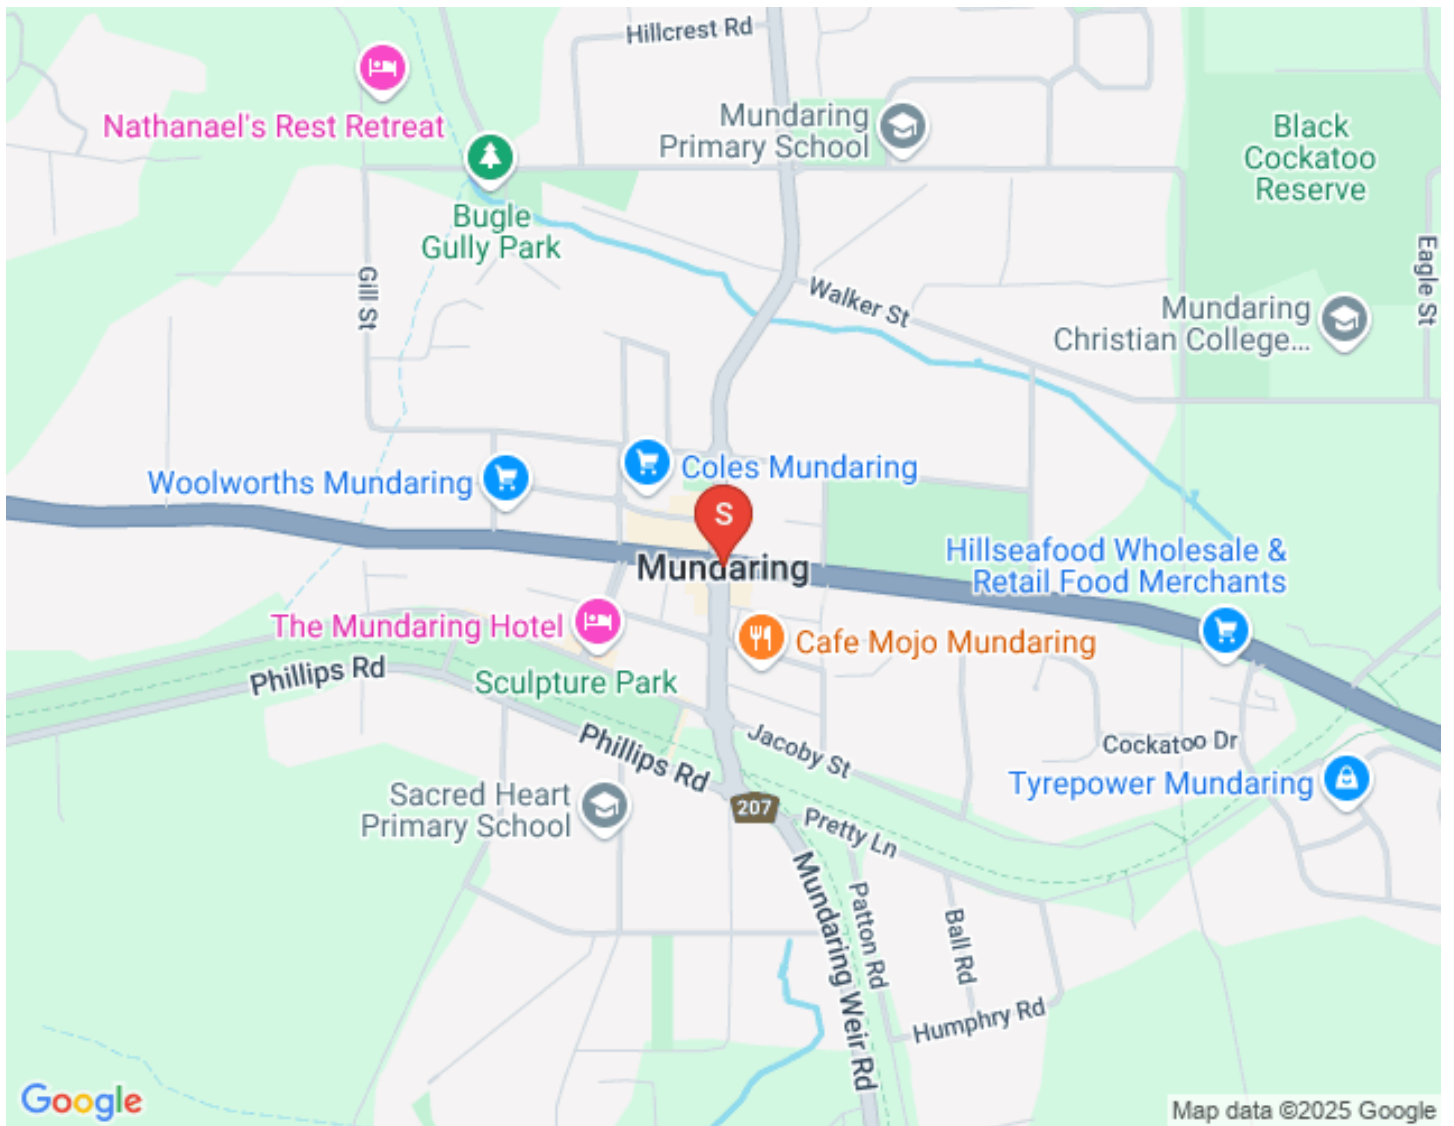 Hillcrest Rd
Nathanael's Rest Retreat
Mundaring
Primary School
Black
Cockatoo
Reserve
Bugle
Gully Park
Gill St
Walker St
Eagle St
Mundaring
Christian College...
Woolworths Mundaring
Coles Mundaring
S
Mundaring
Hillseafood Wholesale &
Retail Food Merchants
The Mundaring Hotel
Cafe Mojo Mundaring
Phillips Rd
Sculpture Park
Phillips Rd
Jacoby St
Cockatoo Dr
Tyrepower Mundaring
Sacred Heart
Primary School
207
Pretty Ln
Mundaring Weir Rd
Patton Rd
Ball Rd
Humphry Rd
Google
Map data ©2025 Google